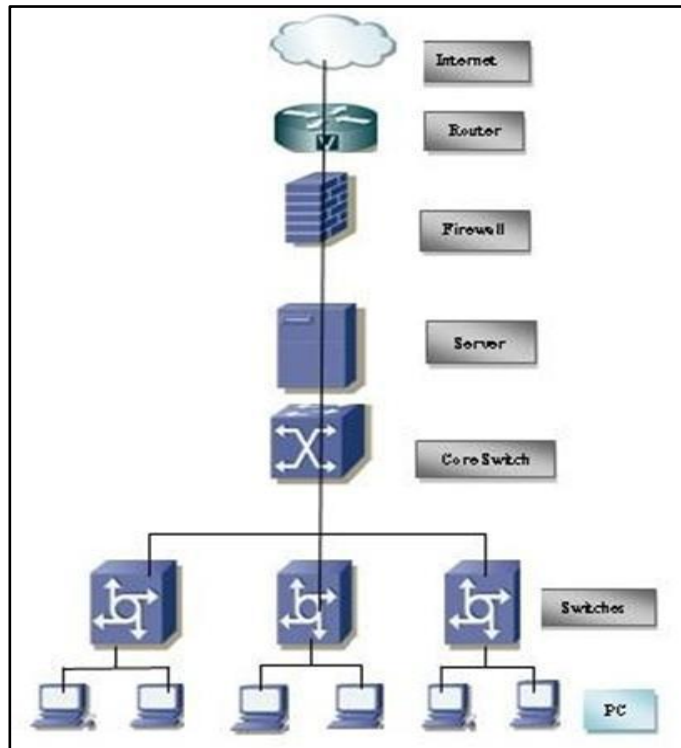 Internet
Router
Firewall
Server
Core Switch
Switches
PC